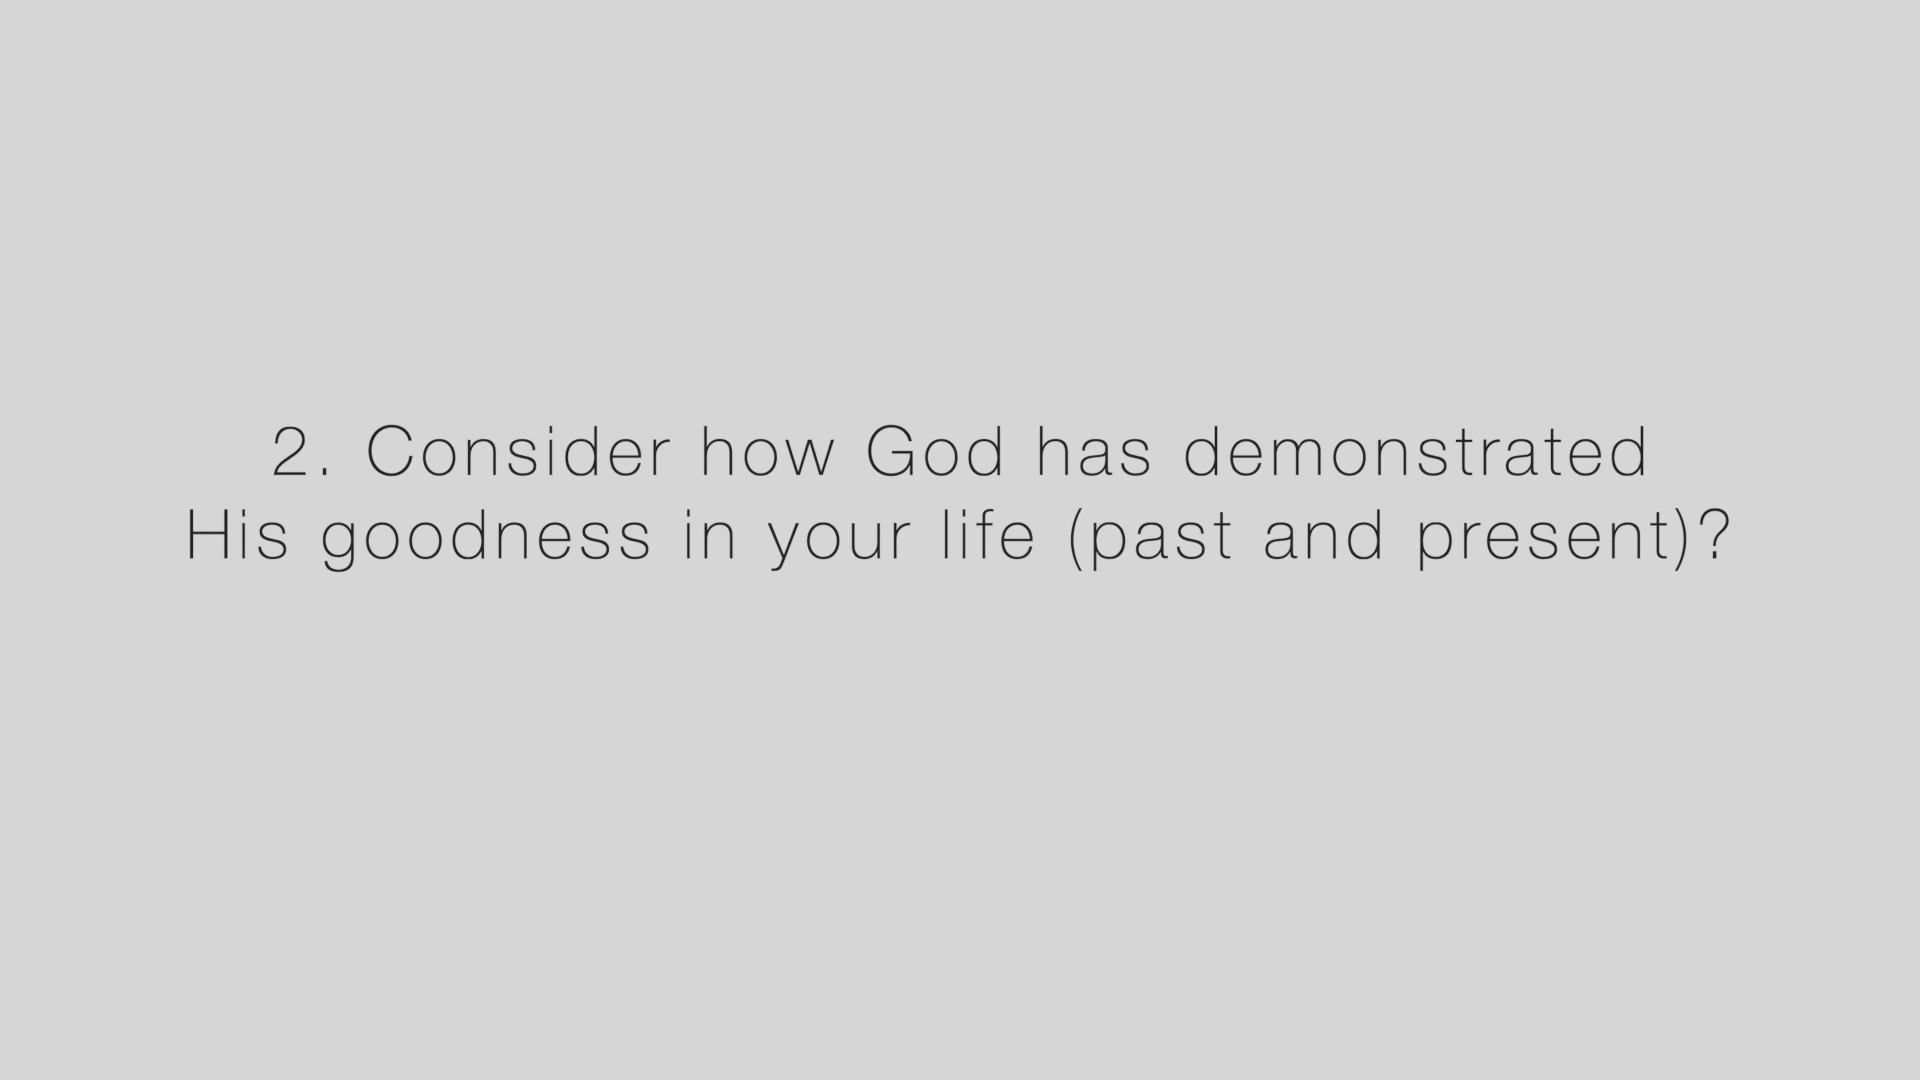 2. Consider how God has demonstrated
His goodness in your life (past and present)?